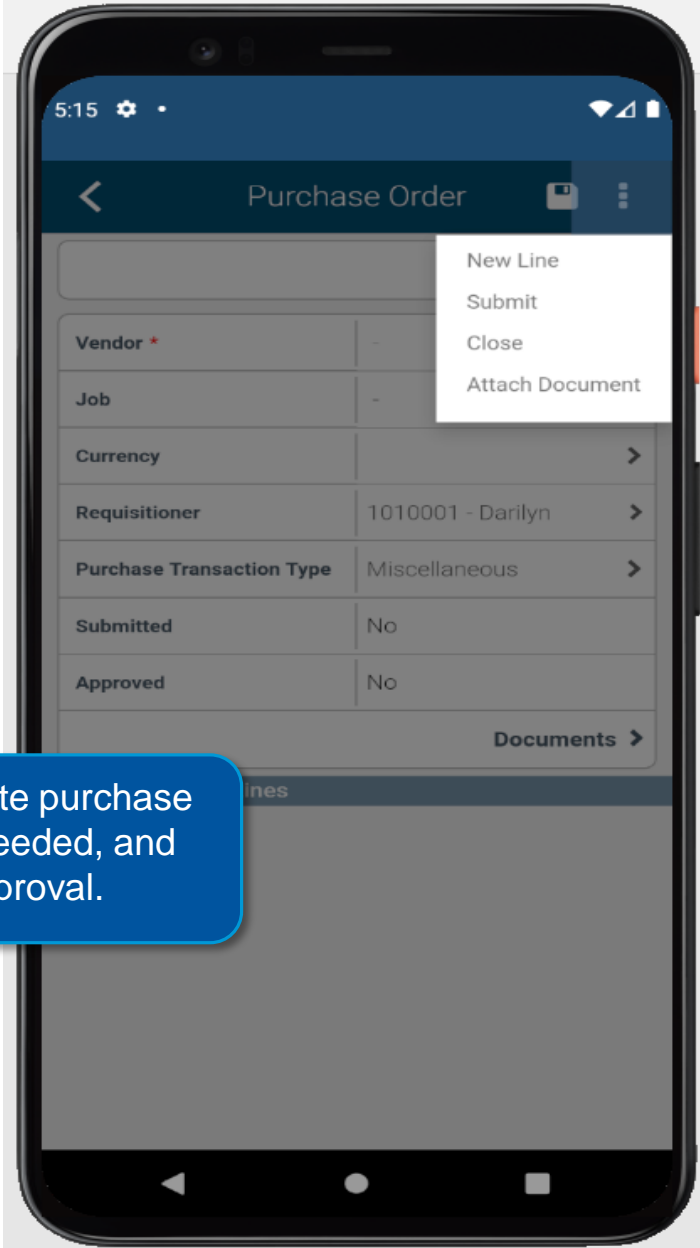 5:15
Purchase Order
New Line
Submit
Close
Attach Document
Vendor * -
Job -
Currency
Requisitioner 1010001 - Darilyn
Purchase Transaction Type Miscellaneous
Submitted No
Approved No
Documents
ines
te purchase
eeded, and
proval.